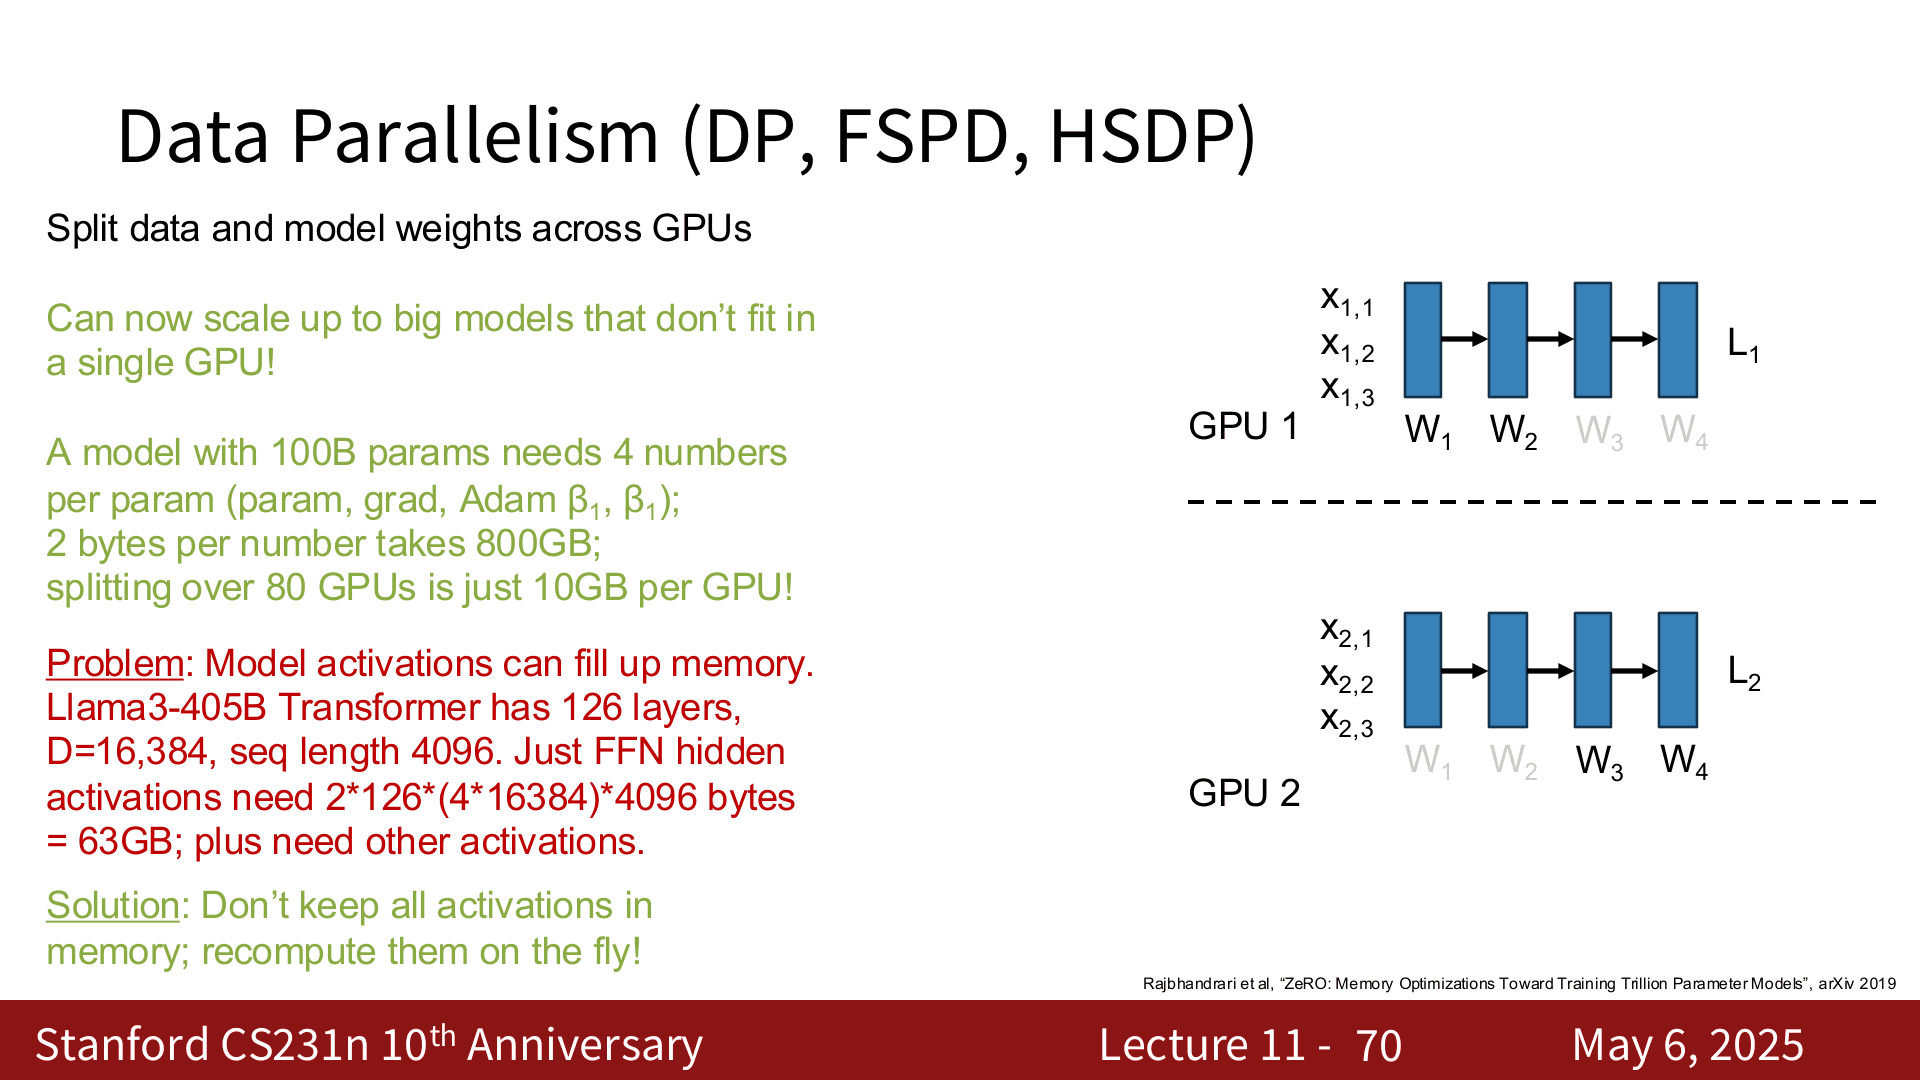 Data Parallelism (DP, FSPD, HSDP)
Split data and model weights across GPUs
Can now scale up to big models that don’t fit in
a single GPU!
A model with 100B params needs 4 numbers
per param (param, grad, Adam β₁, β₁);
2 bytes per number takes 800GB;
splitting over 80 GPUs is just 10GB per GPU!
Problem: Model activations can fill up memory.
Llama3-405B Transformer has 126 layers,
D=16,384, seq length 4096. Just FFN hidden
activations need 2*126*(4*16384)*4096 bytes
= 63GB; plus need other activations.
Solution: Don’t keep all activations in
memory; recompute them on the fly!
x₁,₁
x₁,₂
x₁,₃
L₁
GPU 1
W₁ W₂ W₃ W₄
x₂,₁
x₂,₂
x₂,₃
L₂
W₁ W₂ W₃ W₄
GPU 2
Rajbhandrari et al, “ZeRO: Memory Optimizations Toward Training Trillion Parameter Models”, arXiv 2019
Stanford CS231n 10th Anniversary Lecture 11 - 70 May 6, 2025